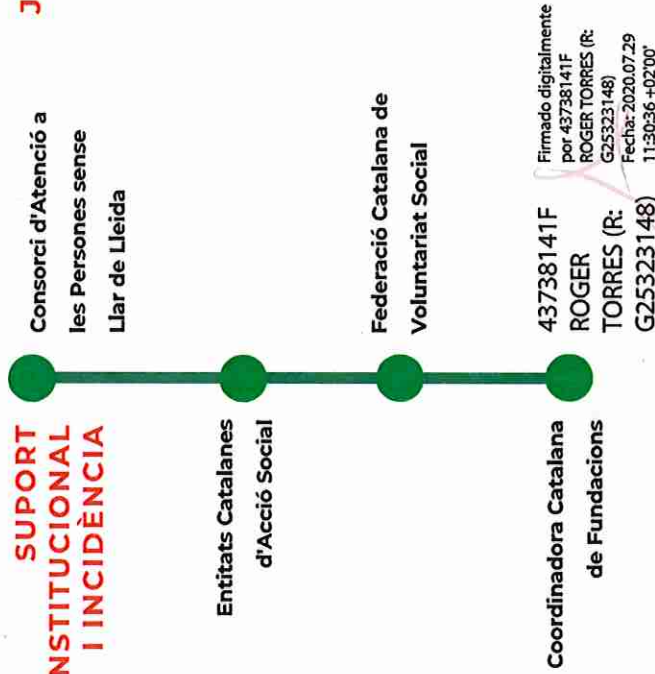 SUPORT
NSTITUCIONAL
I INCIDÈNCIA
Consorci d'Atenció a
les Persones sense
Llar de Lleida
Entitats Catalanes
d'Acció Social
Federació Catalana de
Voluntariat Social
Coordinadora Catalana
de Fundacions
43738141F
ROGER
TORRES (R:
G25323148)
Firmado digitalmente
por 43738141F
ROGER TORRES (R:
G25323148)
Fecha: 2020.07.29
11:30:36 +02'00'